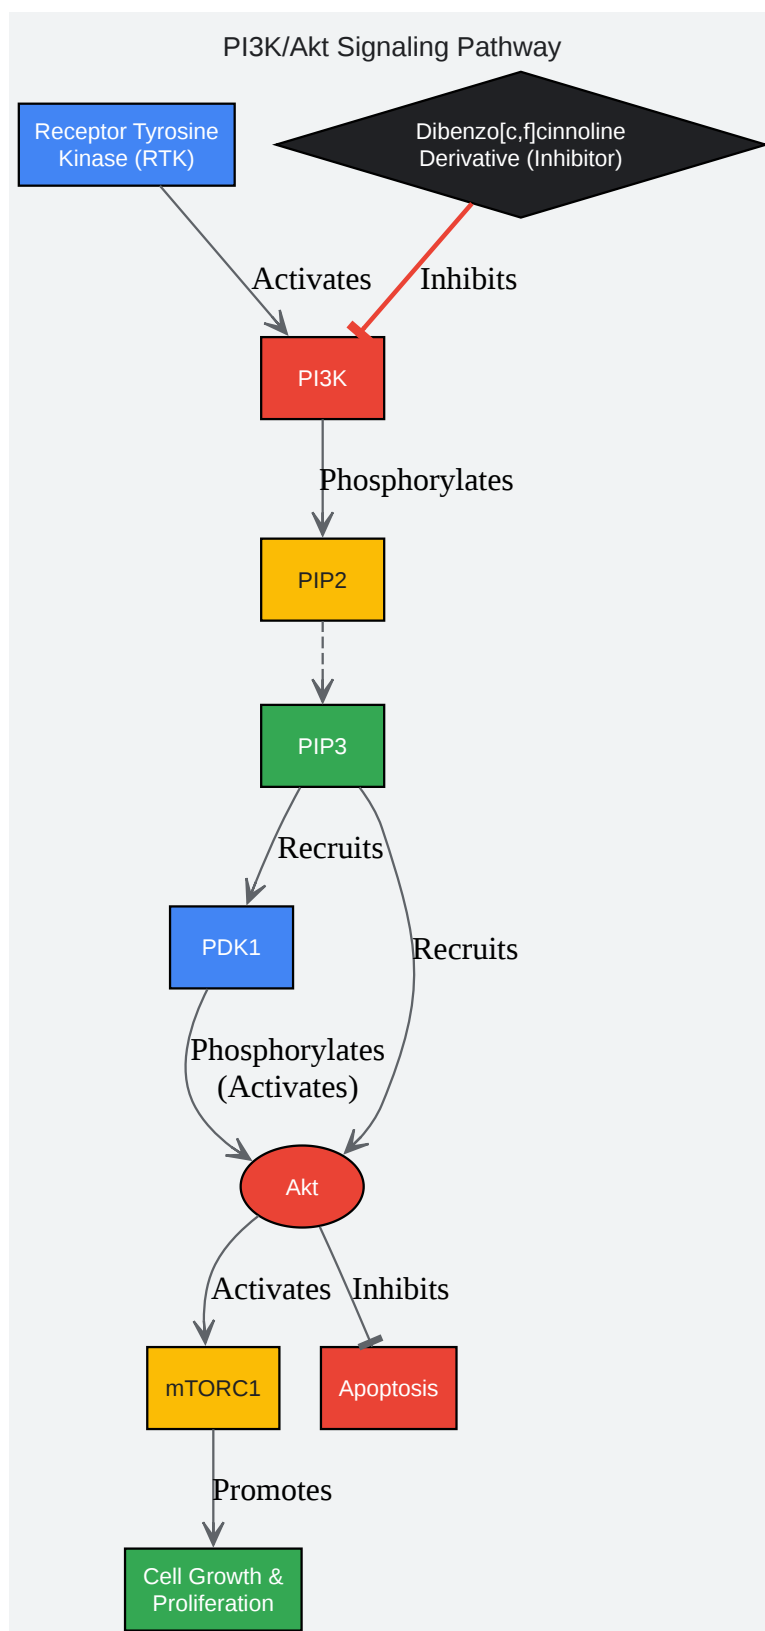 PI3K/Akt Signaling Pathway
Receptor Tyrosine
Kinase (RTK)
Dibenzo[c,f]cinnoline
Derivative (Inhibitor)
Activates
Inhibits
PI3K
Phosphorylates
PIP2
PIP3
Recruits
PDK1
Recruits
Phosphorylates
(Activates)
Akt
Activates
Inhibits
mTORC1
Apoptosis
Promotes
Cell Growth &
Proliferation